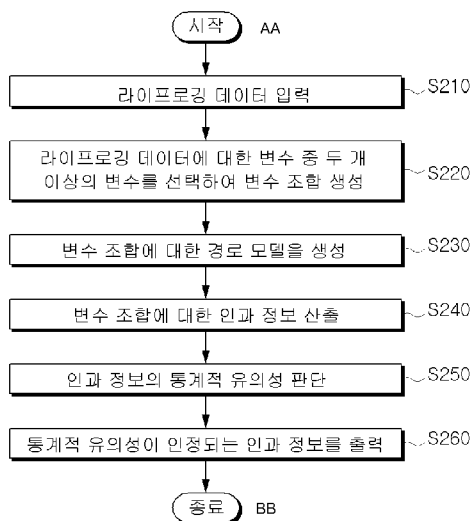 시작 AA
라이프로깅 데이터 입력 S210
라이프로깅 데이터에 대한 변수 중 두 개
이상의 변수를 선택하여 변수 조합 생성 S220
변수 조합에 대한 경로 모델을 생성 S230
변수 조합에 대한 인과 정보 산출 S240
인과 정보의 통계적 유의성 판단 S250
통계적 유의성이 인정되는 인과 정보를 출력 S260
종료 BB